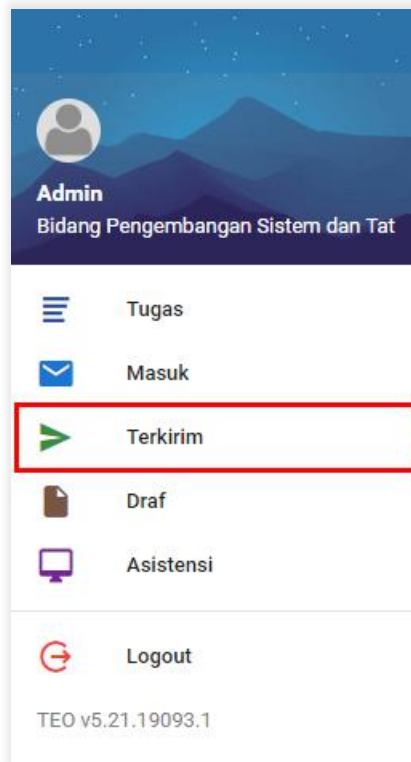 Admin
Bidang Pengembangan Sistem dan Tat
Tugas
Masuk
Terkirim
Draf
Asistensi
Logout
TEO v5.21.19093.1